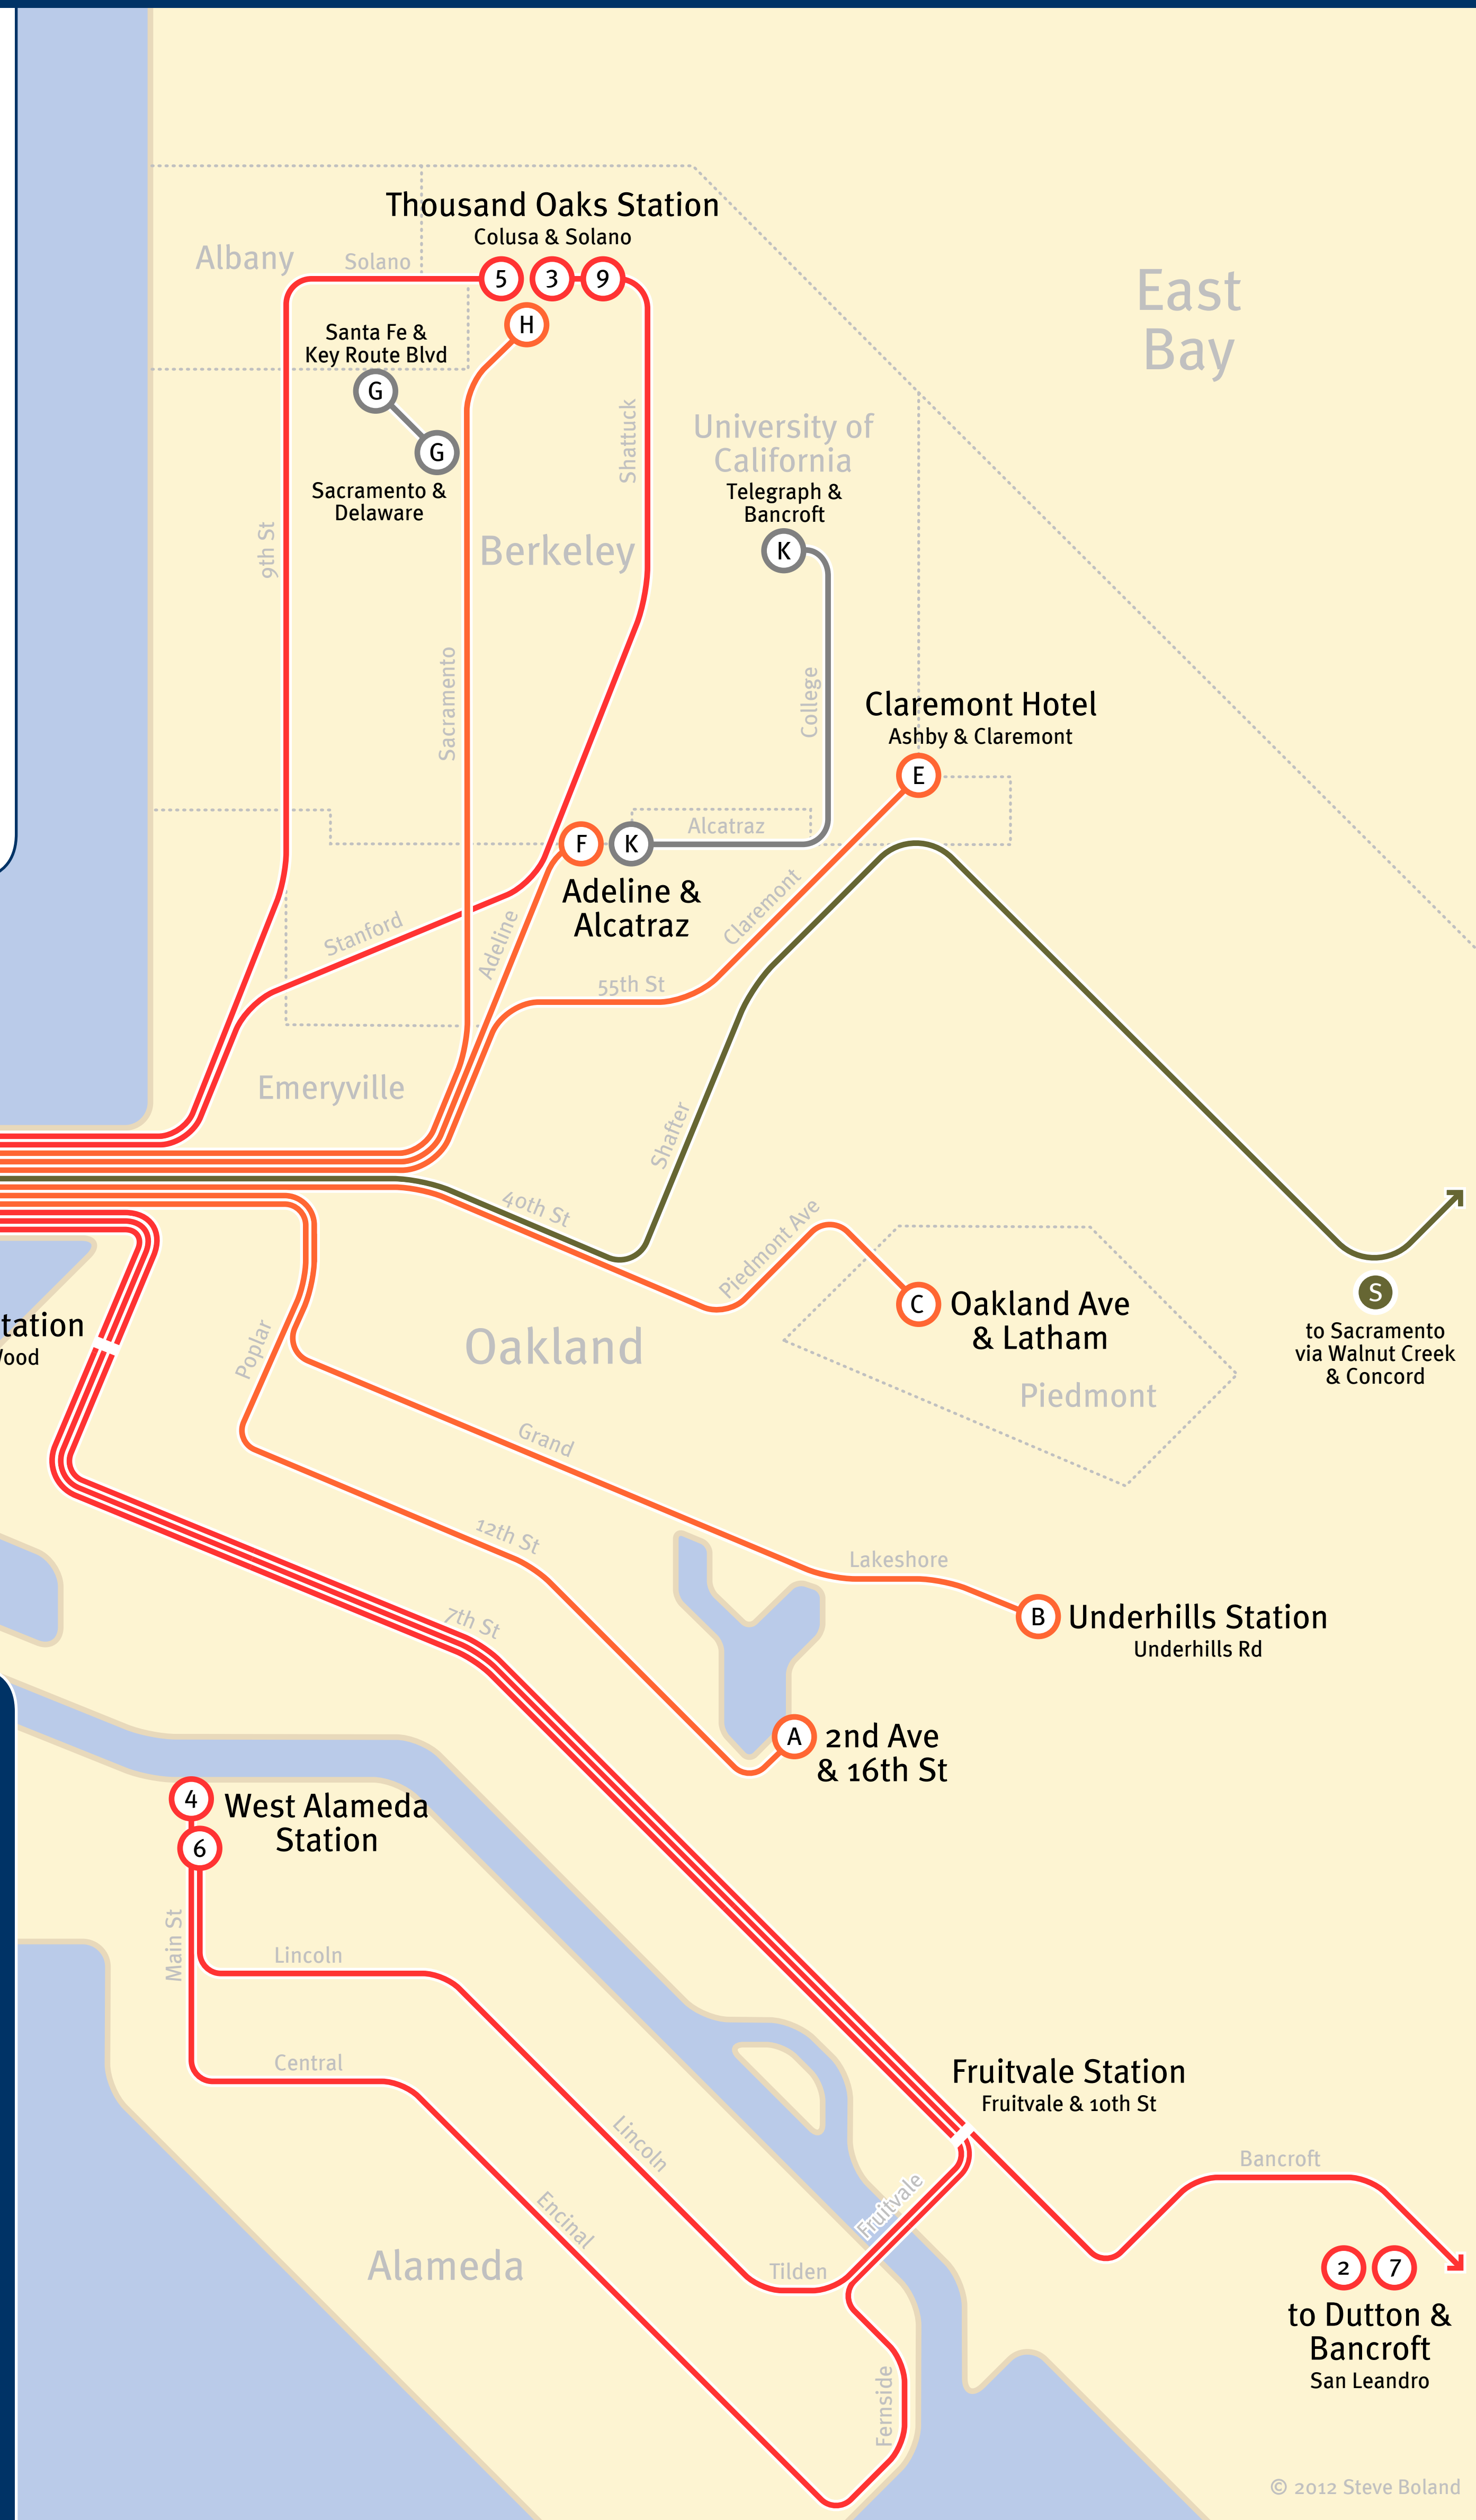 Thousand Oaks Station
Colusa & Solano
Albany
Solano
5
3
9
H
East
Bay
Santa Fe &
Key Route Blvd
G
G
Sacramento &
Delaware
Shattuck
University of
California
Telegraph &
Bancroft
K
9th St
Berkeley
Sacramento
College
Claremont Hotel
Ashby & Claremont
E
F
K
Alcatraz
Adeline &
Alcatraz
Claremont
Stanford
Adeline
55th St
Emeryville
Shafter
40th St
Piedmont Ave
C
Oakland Ave
& Latham
S
to Sacramento
via Walnut Creek
& Concord
tation
Poplar
Oakland
Piedmont
Grand
12th St
Lakeshore
B
Underhills Station
Underhills Rd
7th St
A
2nd Ave
& 16th St
4
6
West Alameda
Station
Main St
Lincoln
Central
Fruitvale Station
Fruitvale & 10th St
Lincoln
Bancroft
Encinal
Fruitvale
Alameda
Tilden
2
7
to Dutton &
Bancroft
San Leandro
Fernside
© 2012 Steve Boland